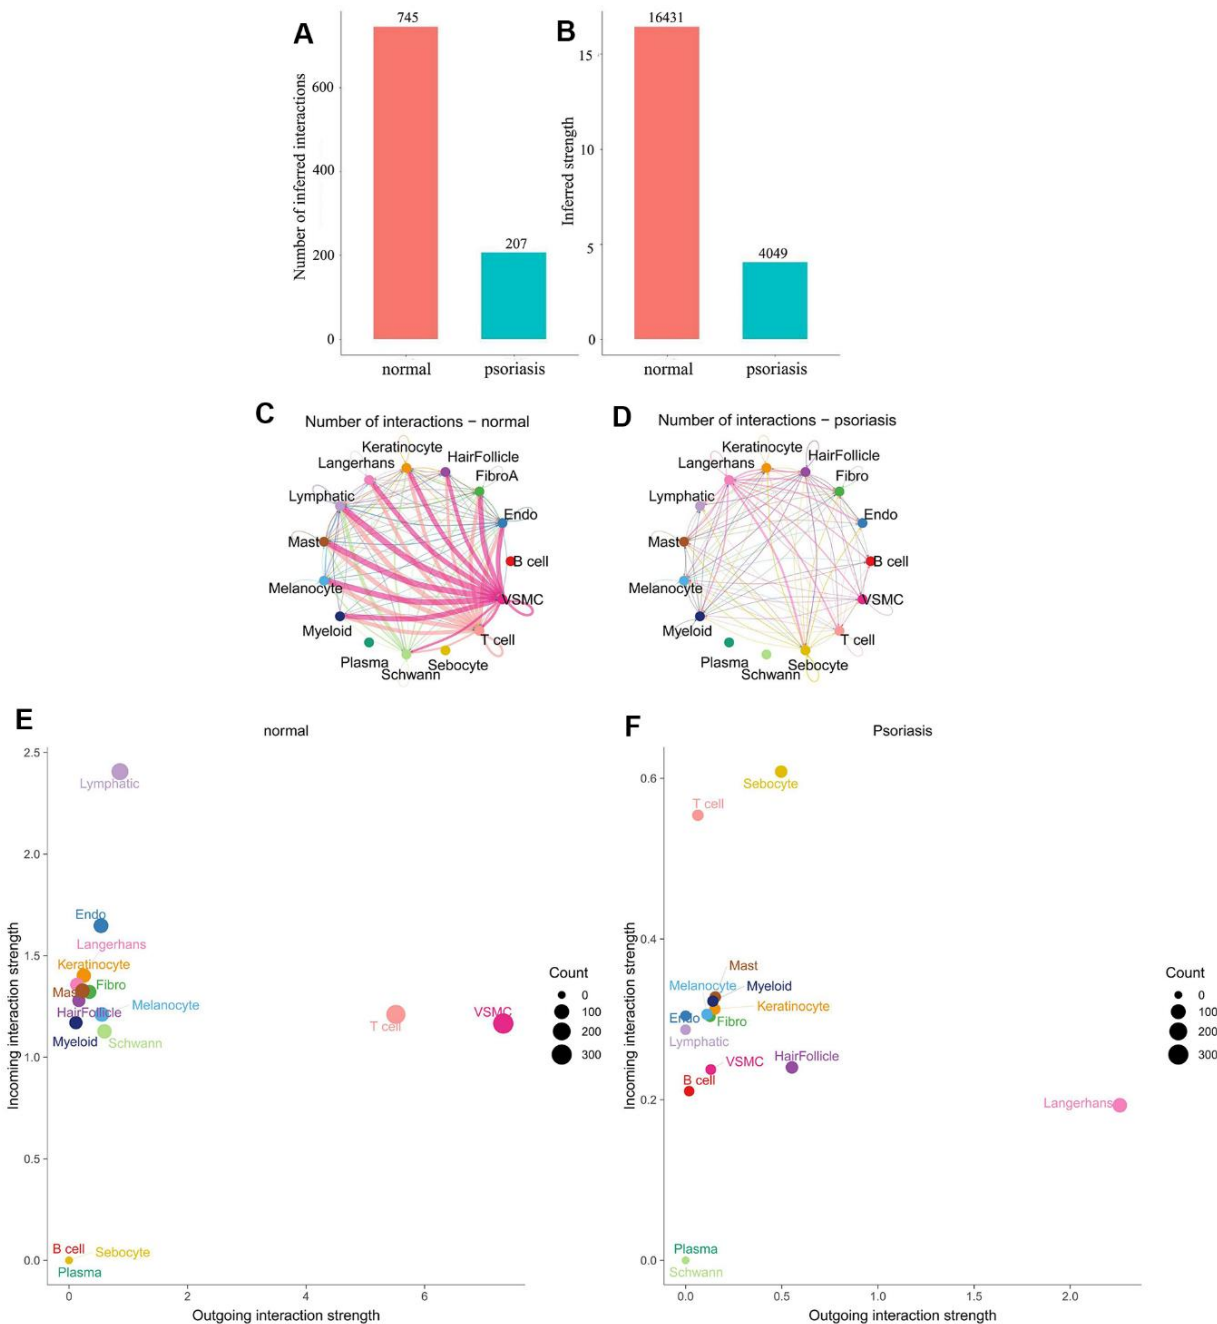 A
745
600
400
200
0
Number of inferred interactions
207
normal
psoriasis
B
16431
15
10
5
0
Inferred strength
4049
normal
psoriasis
C
Number of interactions − normal
Keratinocyte
Langerhans
HairFollicle
FibroA
Lymphatic
Endo
Mast
B cell
Melanocyte
VSMC
Myeloid
T cell
Plasma
Sebocyte
Schwann
D
Number of interactions − psoriasis
Keratinocyte
Langerhans
HairFollicle
Fibro
Lymphatic
Endo
Mast
B cell
Melanocyte
VSMC
Myeloid
T cell
Plasma
Sebocyte
Schwann
E
normal
2.5
2.0
1.5
1.0
0.5
0.0
Incoming interaction strength
Lymphatic
Endo
Langerhans
Keratinocyte
Mast
Fibro
HairFollicle
Melanocyte
Myeloid
Schwann
T cell
VSMC
B cell
Sebocyte
Plasma
0
2
4
6
Outgoing interaction strength
Count
0
100
200
300
F
Psoriasis
0.6
0.4
0.2
0.0
Incoming interaction strength
Sebocyte
T cell
Mast
Melanocyte
Myeloid
Keratinocyte
Endo
Fibro
Lymphatic
VSMC
HairFollicle
B cell
Langerhans
Plasma
Schwann
0.0
0.5
1.0
1.5
2.0
Outgoing interaction strength
Count
0
100
200
300